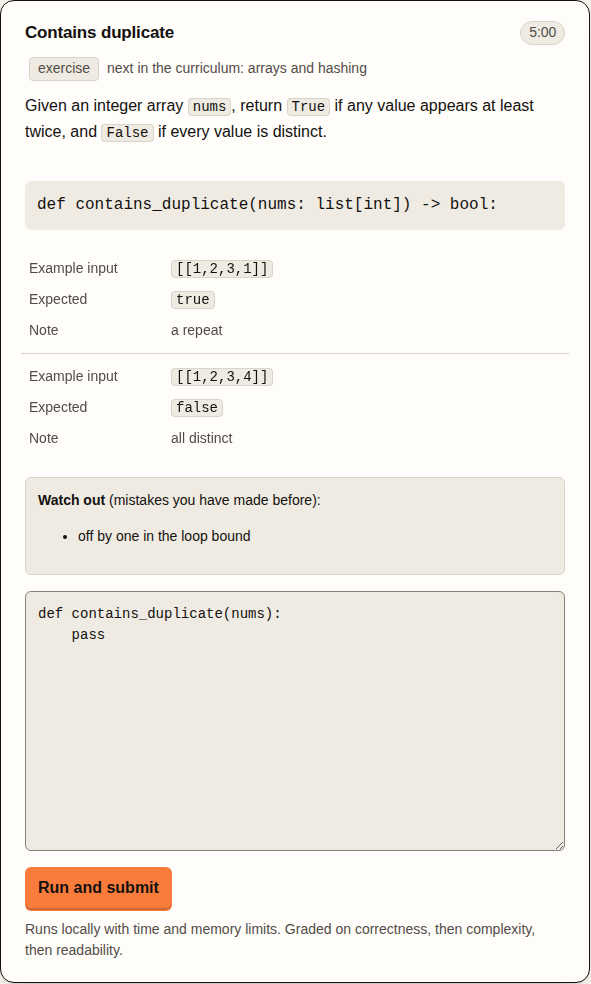 Contains duplicate
5:00
exercise next in the curriculum: arrays and hashing
Given an integer array nums, return True if any value appears at least
twice, and False if every value is distinct.
def contains_duplicate(nums: list[int]) -> bool:
Example input [[1,2,3,1]]
Expected true
Note a repeat
Example input [[1,2,3,4]]
Expected false
Note all distinct
Watch out (mistakes you have made before):
• off by one in the loop bound
def contains_duplicate(nums):
    pass
Run and submit
Runs locally with time and memory limits. Graded on correctness, then complexity,
then readability.